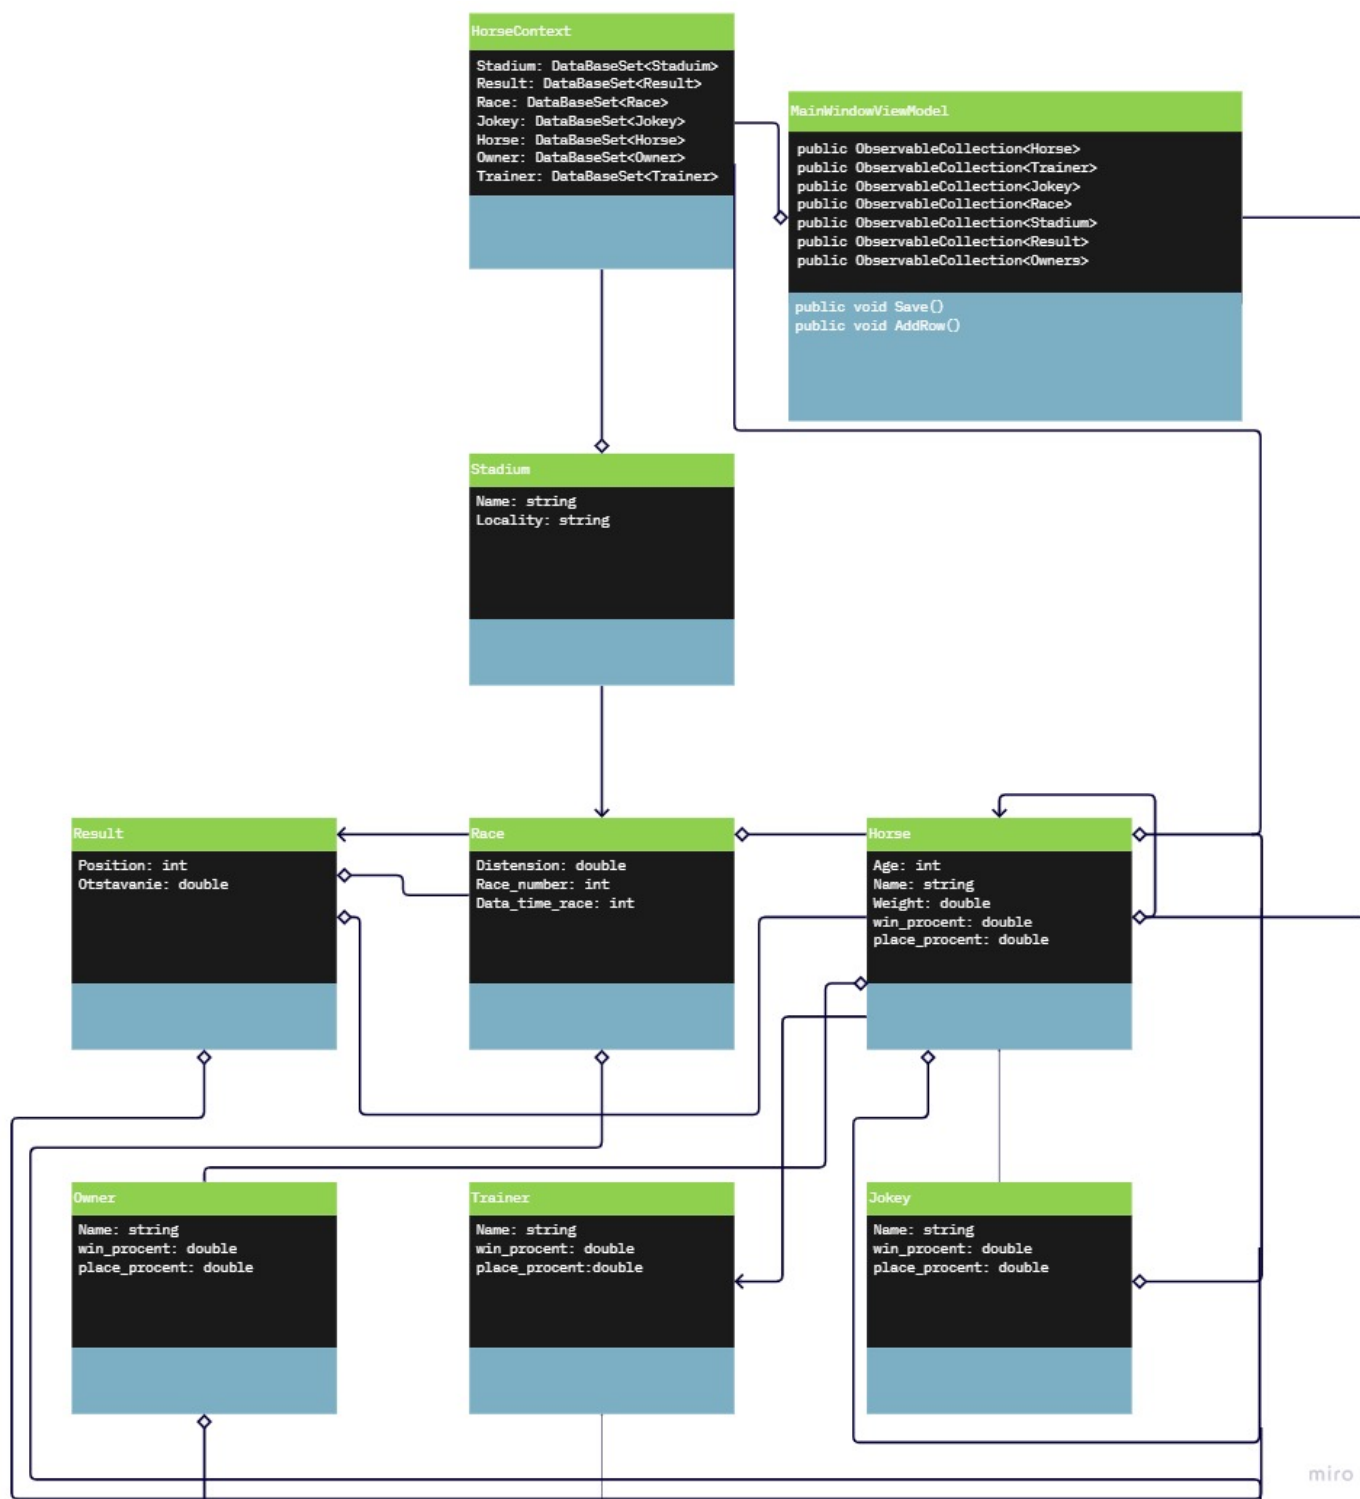 HorseContext
Stadium: DataBaseSet<Staduim>
Result: DataBaseSet<Result>
Race: DataBaseSet<Race>
Jokey: DataBaseSet<Jokey>
Horse: DataBaseSet<Horse>
Owner: DataBaseSet<Owner>
Trainer: DataBaseSet<Trainer>
MainWindowViewModel
public ObservableCollection<Horse>
public ObservableCollection<Trainer>
public ObservableCollection<Jokey>
public ObservableCollection<Race>
public ObservableCollection<Stadium>
public ObservableCollection<Result>
public ObservableCollection<Owners>
public void Save()
public void AddRow()
Stadium
Name: string
Locality: string
Result
Position: int
Otstavanie: double
Race
Distension: double
Race_number: int
Data_time_race: int
Horse
Age: int
Name: string
Weight: double
win_procent: double
place_procent: double
Owner
Name: string
win_procent: double
place_procent: double
Trainer
Name: string
win_procent: double
place_procent:double
Jokey
Name: string
win_procent: double
place_procent: double
miro